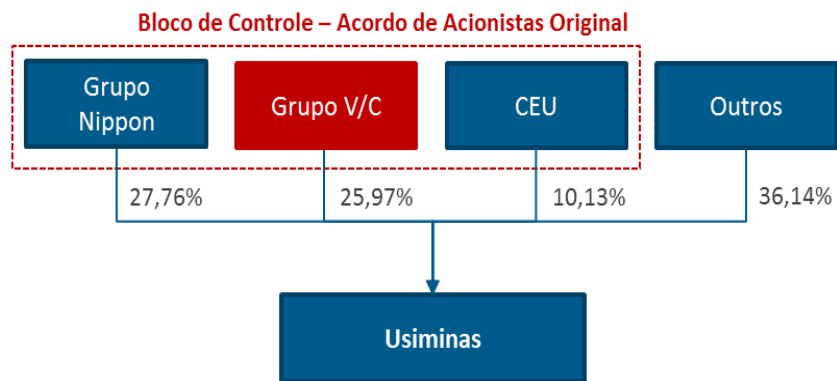 Bloco de Controle – Acordo de Acionistas Original
Grupo
Nippon
Grupo V/C
CEU
Outros
27,76%
25,97%
10,13%
36,14%
Usiminas